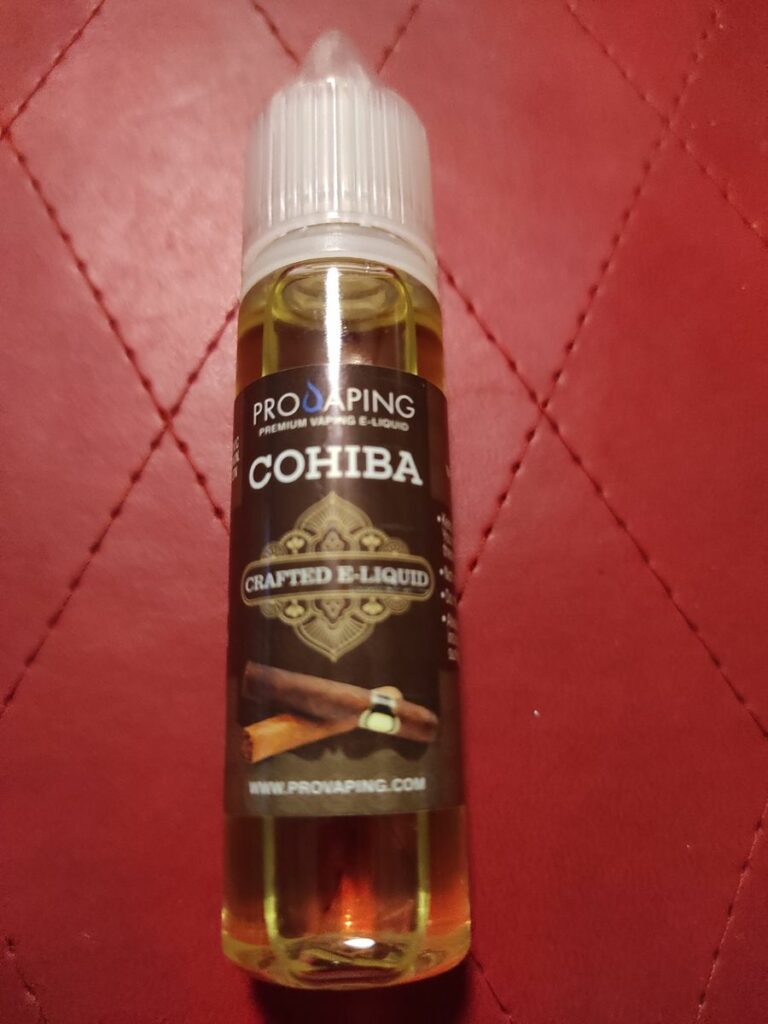 PROVAPING
PREMIUM VAPING E-LIQUID
COHIBA
CRAFTED E-LIQUID
WWW.PROVAPING.COM